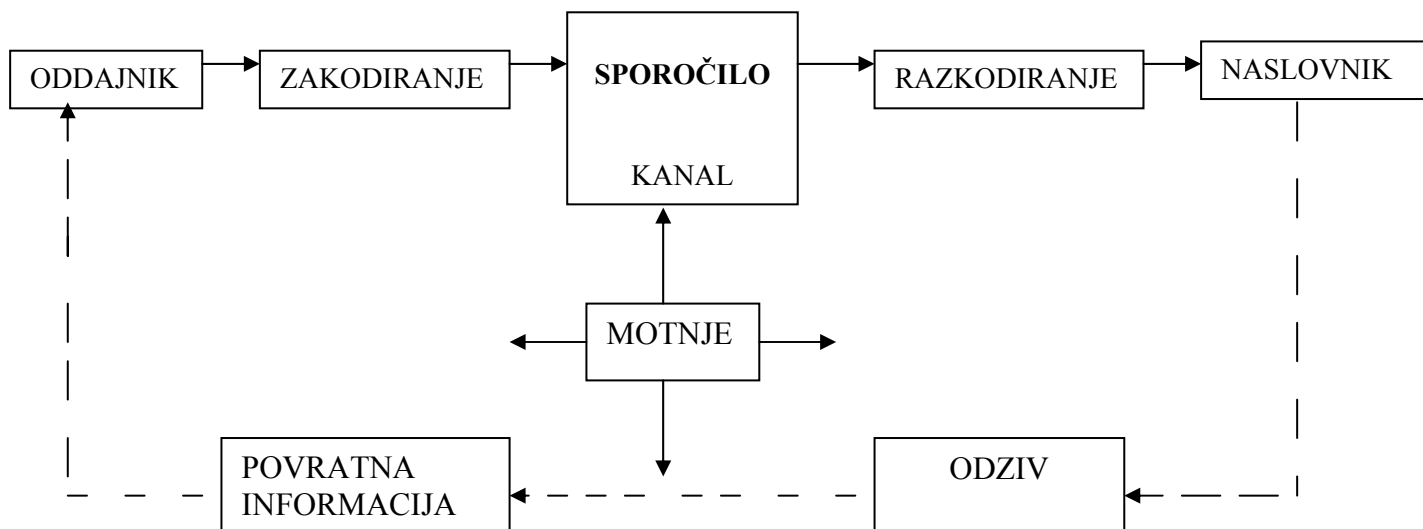 ODDAJNIK
ZAKODIRANJE
SPOROČILO
KANAL
RAZKODIRANJE
NASLOVNIK
MOTNJE
POVRATNA
INFORMACIJA
ODZIV